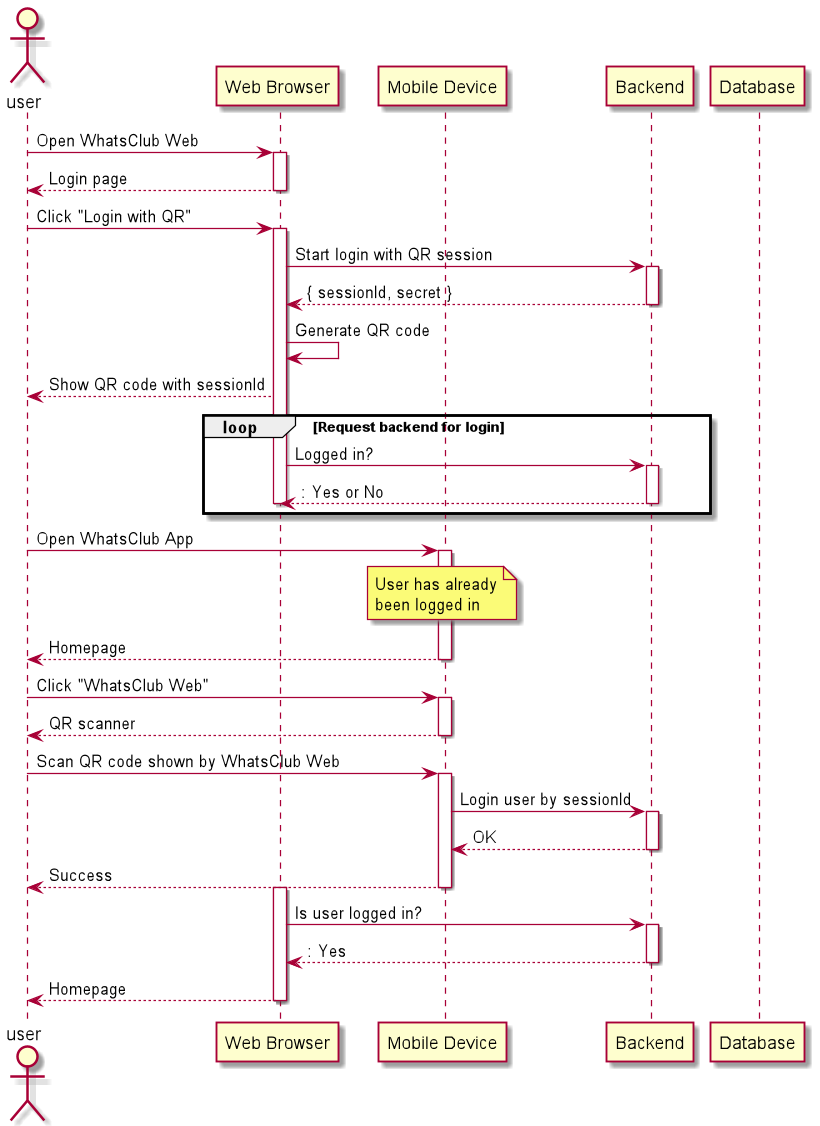 user
Web Browser
Mobile Device
Backend
Database
Open WhatsClub Web
Login page
Click "Login with QR"
Start login with QR session
{ sessionId, secret }
Generate QR code
Show QR code with sessionId
loop
[Request backend for login]
Logged in?
: Yes or No
Open WhatsClub App
User has already
been logged in
Homepage
Click "WhatsClub Web"
QR scanner
Scan QR code shown by WhatsClub Web
Login user by sessionId
OK
Success
Is user logged in?
: Yes
Homepage
user
Web Browser
Mobile Device
Backend
Database